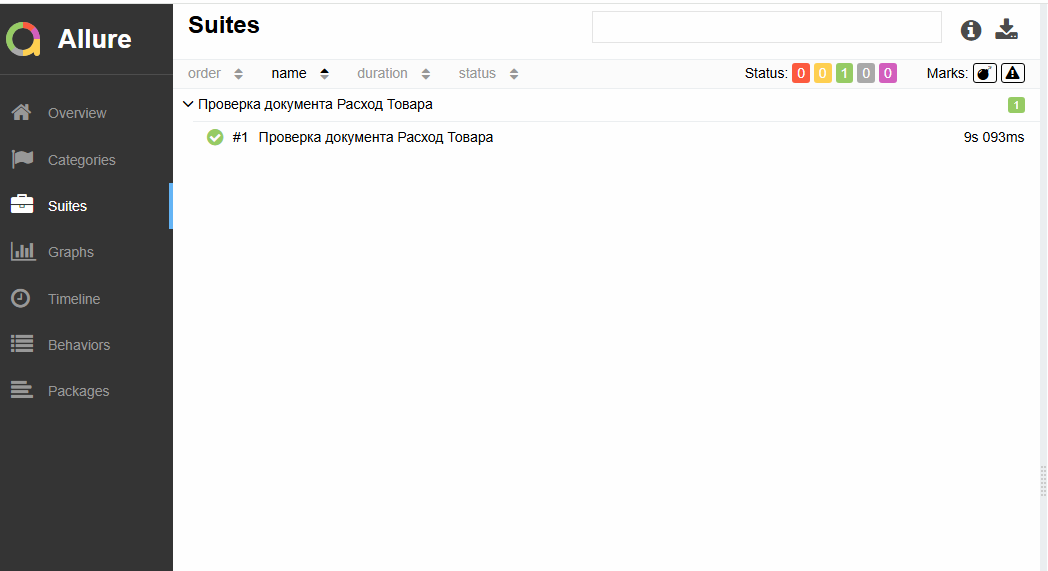 Allure
Suites
order name duration status Status: 0 0 1 0 0 Marks:
Overview
Categories
Suites
Graphs
Timeline
Behaviors
Packages
Проверка документа Расход Товара 1
#1 Проверка документа Расход Товара 9s 093ms